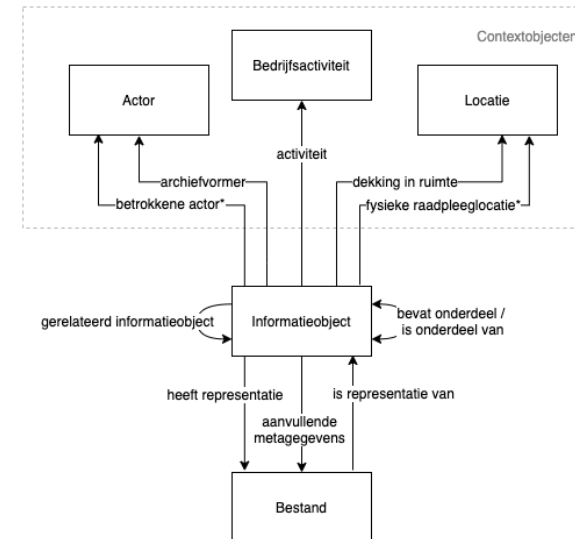 Contextobjecten
Bedrijfsactiviteit
Actor
Locatie
activiteit
archiefvormer
dekking in ruimte
betrokkene actor*
fysieke raadpleeglocatie*
gerelateerd informatieobject
Informatieobject
bevat onderdeel /
is onderdeel van
heeft representatie
is representatie van
aanvullende
metagegevens
Bestand